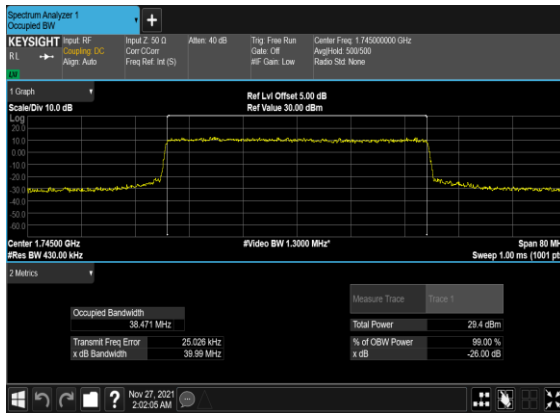 Spectrum Analyzer 1
Occupied BW
KEYSIGHT Input: RF Input Z: 50 Ω Atten: 40 dB Trig: Free Run Center Freq: 1.745000000 GHz
RL Coupling: DC Corr CCorr Gate: Off Avg|Hold: 500/500
Align: Auto Freq Ref: Int (S) #IF Gain: Low Radio Std: None
1 Graph
Scale/Div 10.0 dB Ref Lvl Offset 5.00 dB
Ref Value 30.00 dBm
Log
20.0
10.0
0.00
-10.0
-20.0
-30.0
-40.0
-50.0
-60.0
Center 1.74500 GHz #Video BW 1.3000 MHz* Span 80 MH
#Res BW 430.00 kHz Sweep 1.00 ms (1001 pt
2 Metrics
Measure Trace Trace 1
Occupied Bandwidth
38.471 MHz Total Power 29.4 dBm
Transmit Freq Error 25.026 kHz % of OBW Power 99.00 %
x dB Bandwidth 39.99 MHz x dB -26.00 dB
? Nov 27, 2021
2:02:05 AM